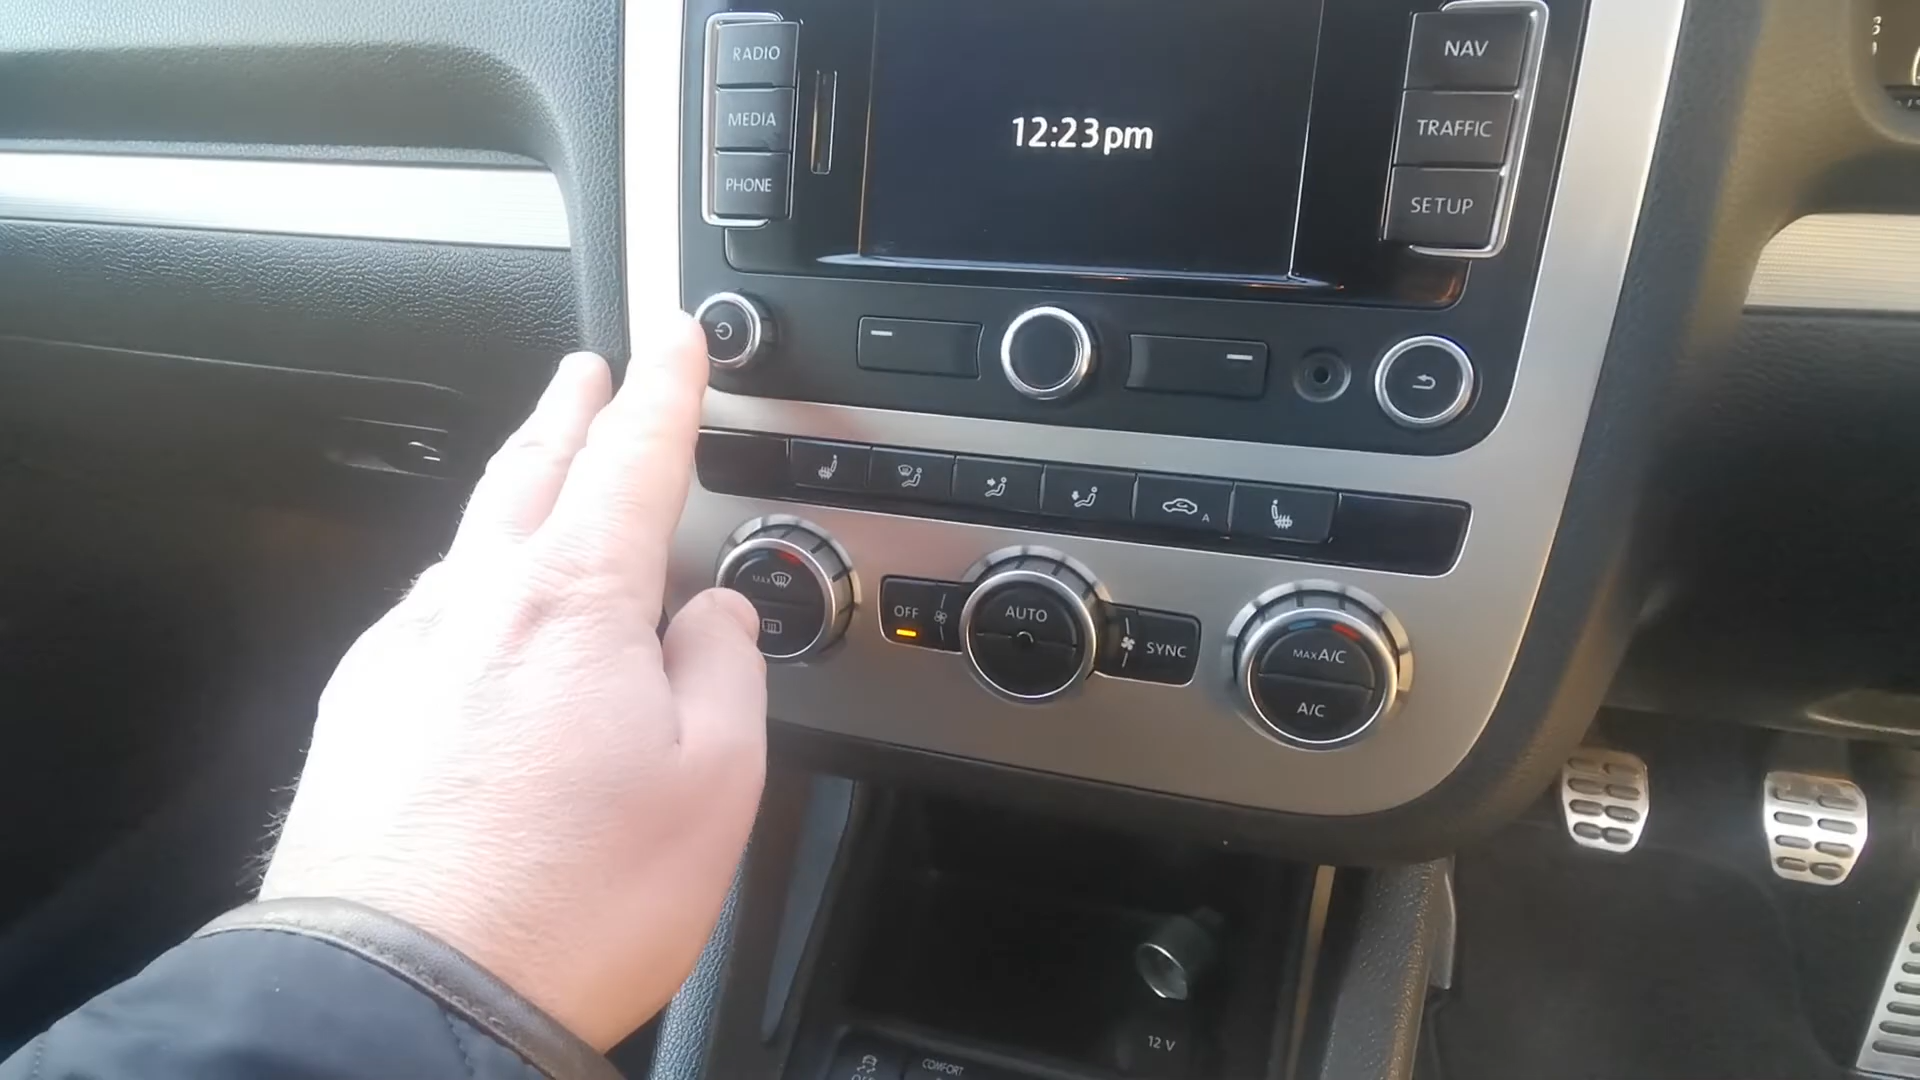 RADIO
MEDIA
PHONE
12:23pm
NAV
TRAFFIC
SETUP
A
MAX
OFF
AUTO
SYNC
MAX A/C
A/C
12 V
COMFORT